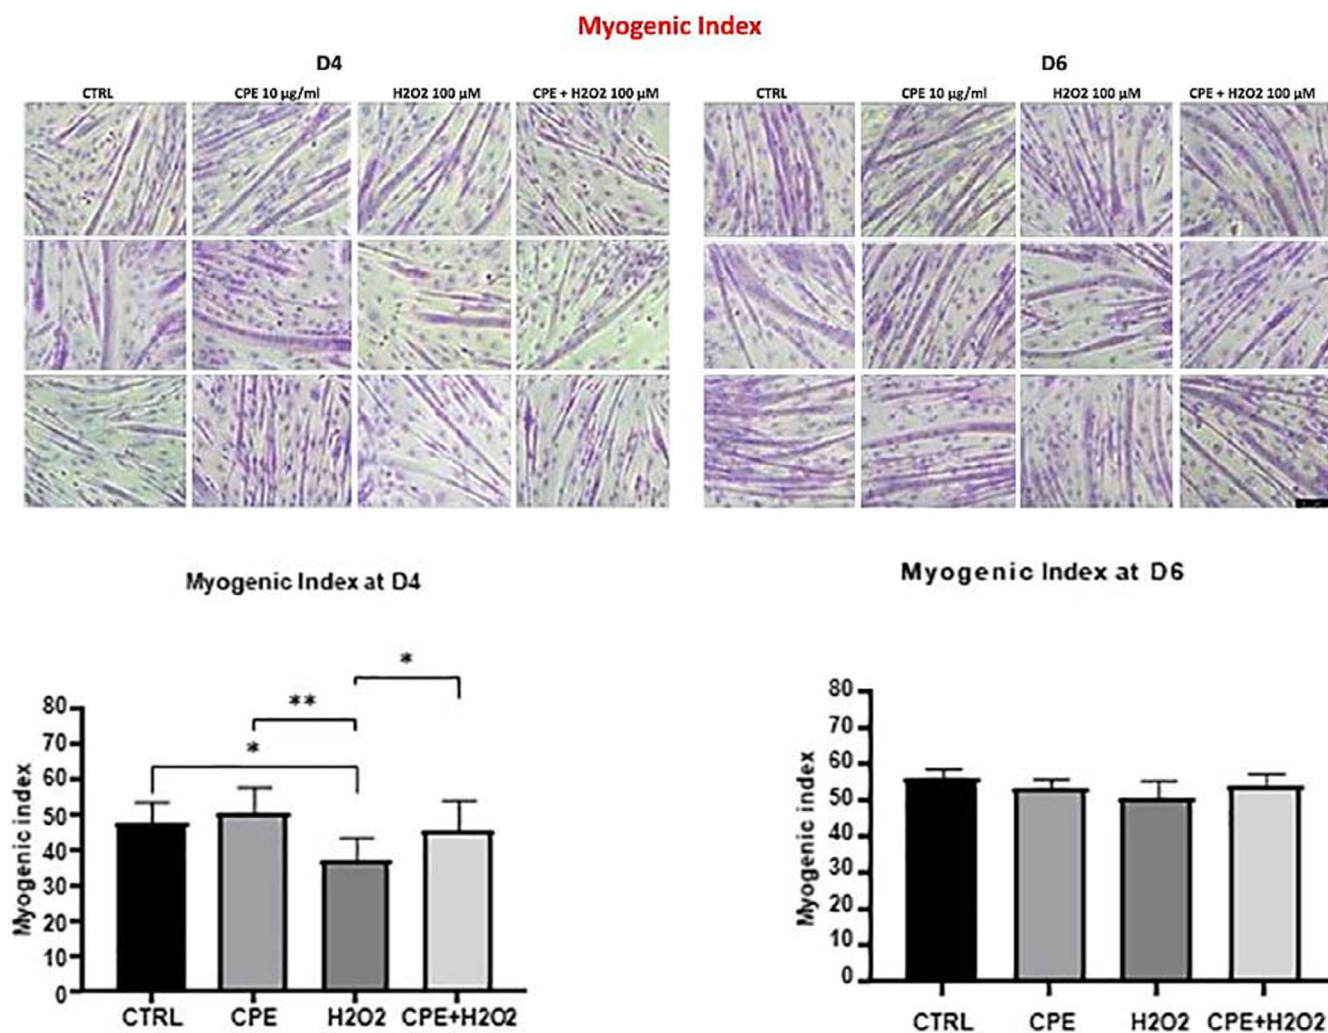 Myogenic Index
D4
D6
CTRL
CPE 10 µg/ml
H2O2 100 µM
CPE + H2O2 100 µM
CTRL
CPE 10 µg/ml
H2O2 100 µM
CPE + H2O2 100 µM
Myogenic Index at D4
Myogenic index
80
70
60
50
40
30
20
10
0
*
**
*
CTRL
CPE
H2O2
CPE+H2O2
Myogenic Index at D6
Myogenic index
80
70
60
50
40
30
20
10
0
CTRL
CPE
H2O2
CPE+H2O2